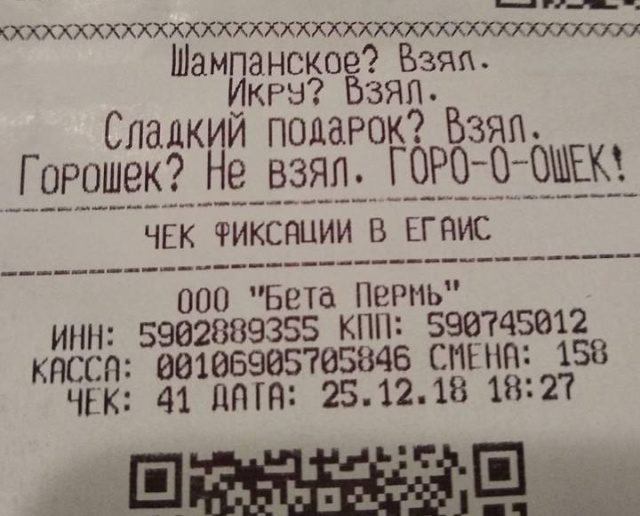 Шампанское? Взял.
Икру? Взял.
Сладкий подарок? Взял.
Горошек? Не взял. ГОРО-О-ОШЕК!
ЧЕК ФИКСАЦИИ В ЕГАИС
ООО "Бета Пермь"
ИНН: 5902889355 КПП: 590745012
КАССА: 00106905705846 СМЕНА: 158
ЧЕК: 41 ДАТА: 25.12.18 18:27